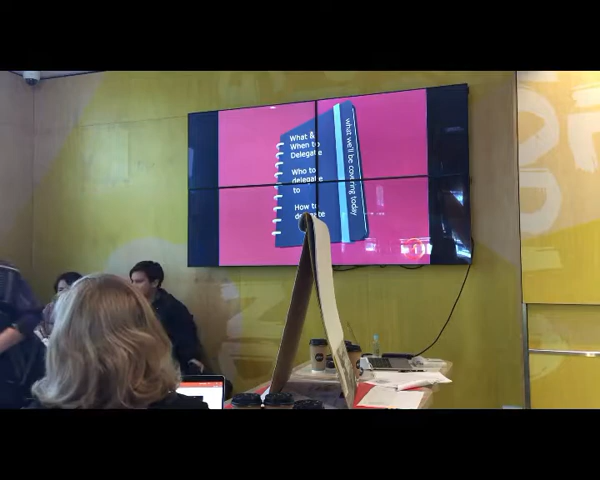 What &
When to
Delegate
Who to
delegate
to
How to
delegate
what we'll be covering today